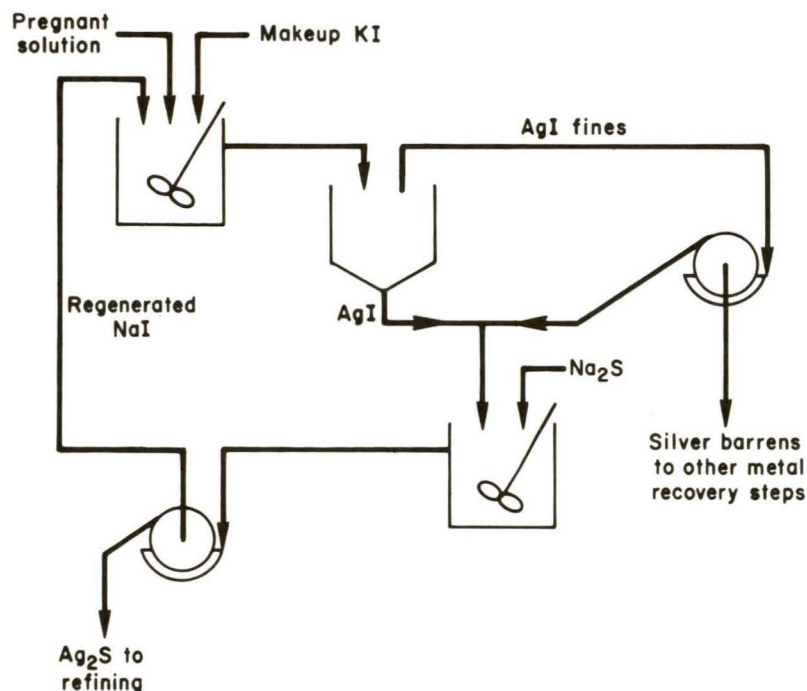 Pregnant
solution
Makeup KI
AgI fines
Regenerated
NaI
AgI
Na₂S
Silver barrens
to other metal
recovery steps
Ag₂S to
refining